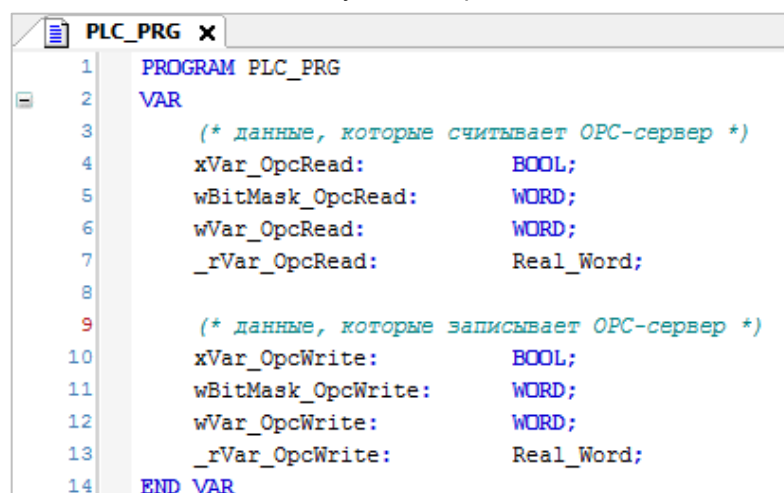 PLC_PRG X
1 PROGRAM PLC_PRG
2 VAR
3 (* данные, которые считывает OPC-сервер *)
4 xVar_OpcRead: BOOL;
5 wBitMask_OpcRead: WORD;
6 wVar_OpcRead: WORD;
7 _rVar_OpcRead: Real_Word;
8
9 (* данные, которые записывает OPC-сервер *)
10 xVar_OpcWrite: BOOL;
11 wBitMask_OpcWrite: WORD;
12 wVar_OpcWrite: WORD;
13 _rVar_OpcWrite: Real_Word;
14 END_VAR